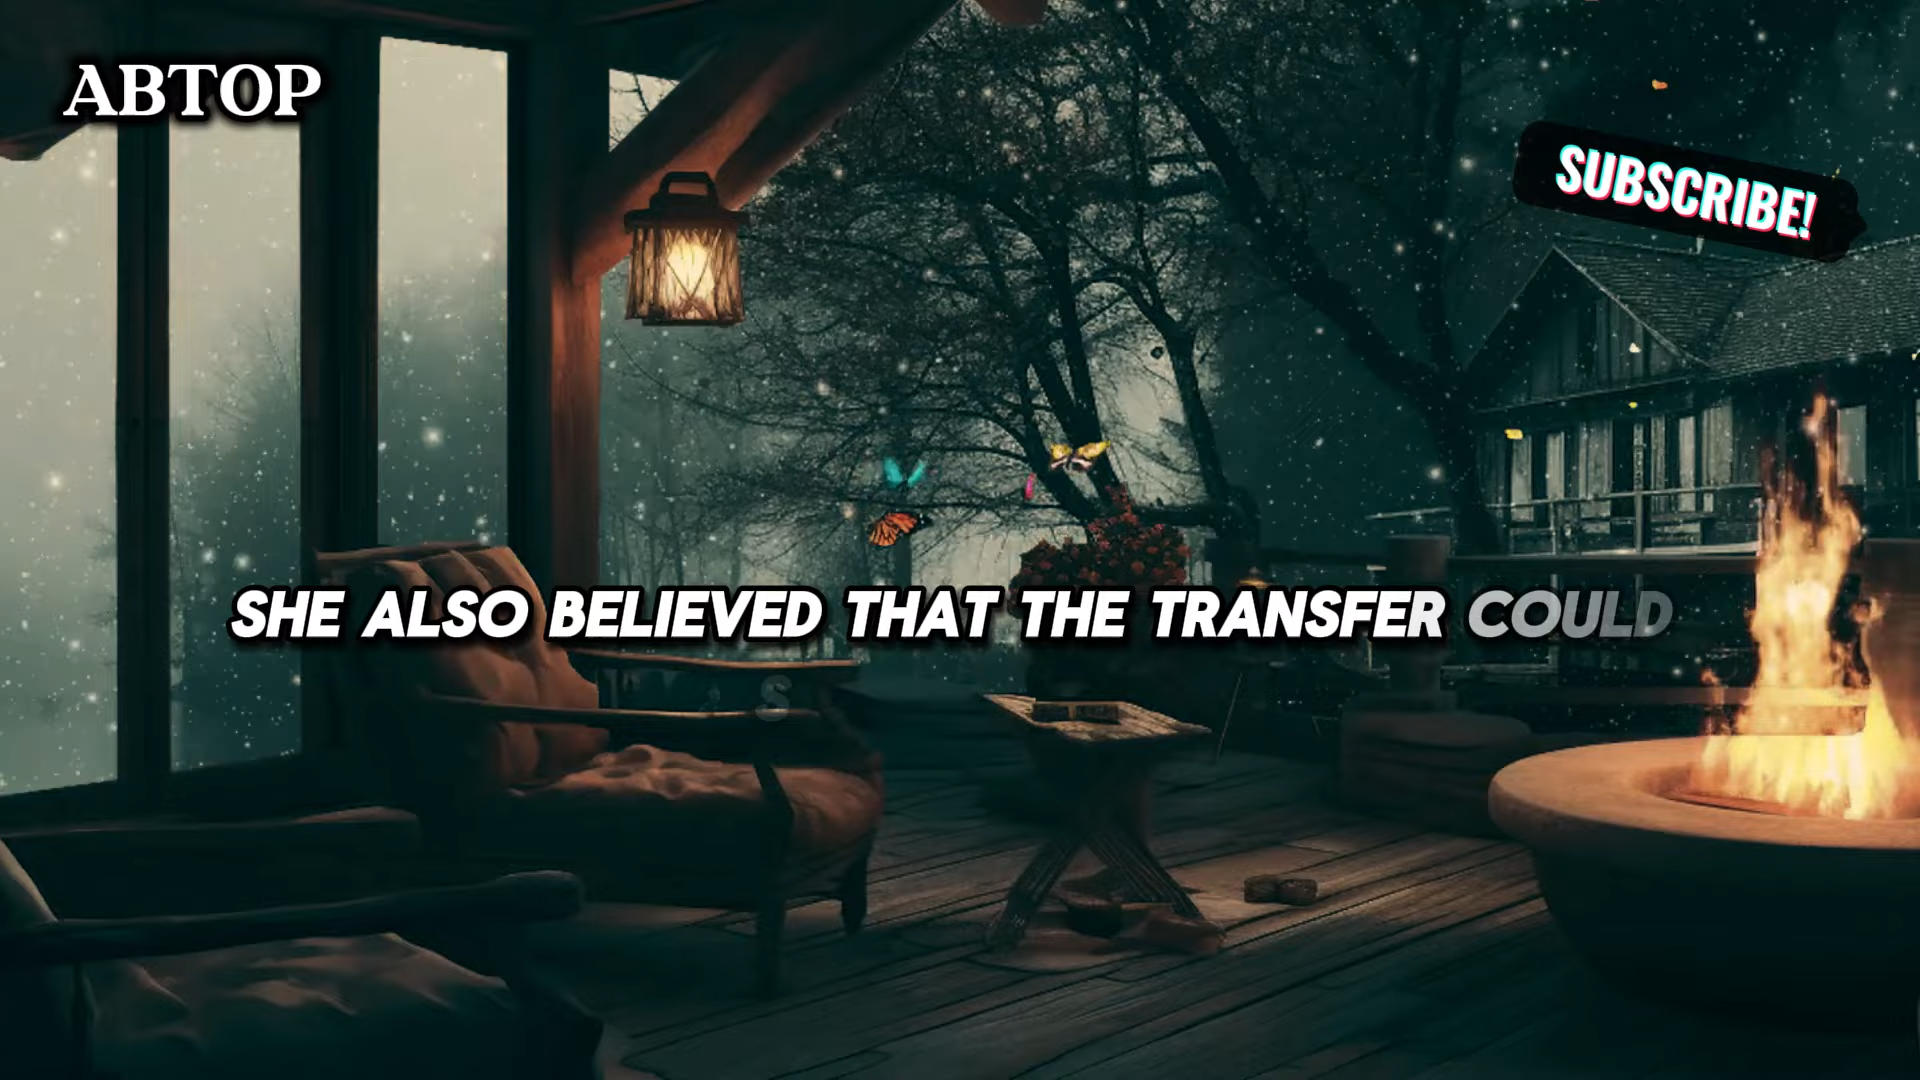 ABTOP
SUBSCRIBE!
SHE ALSO BELIEVED THAT THE TRANSFER COULD